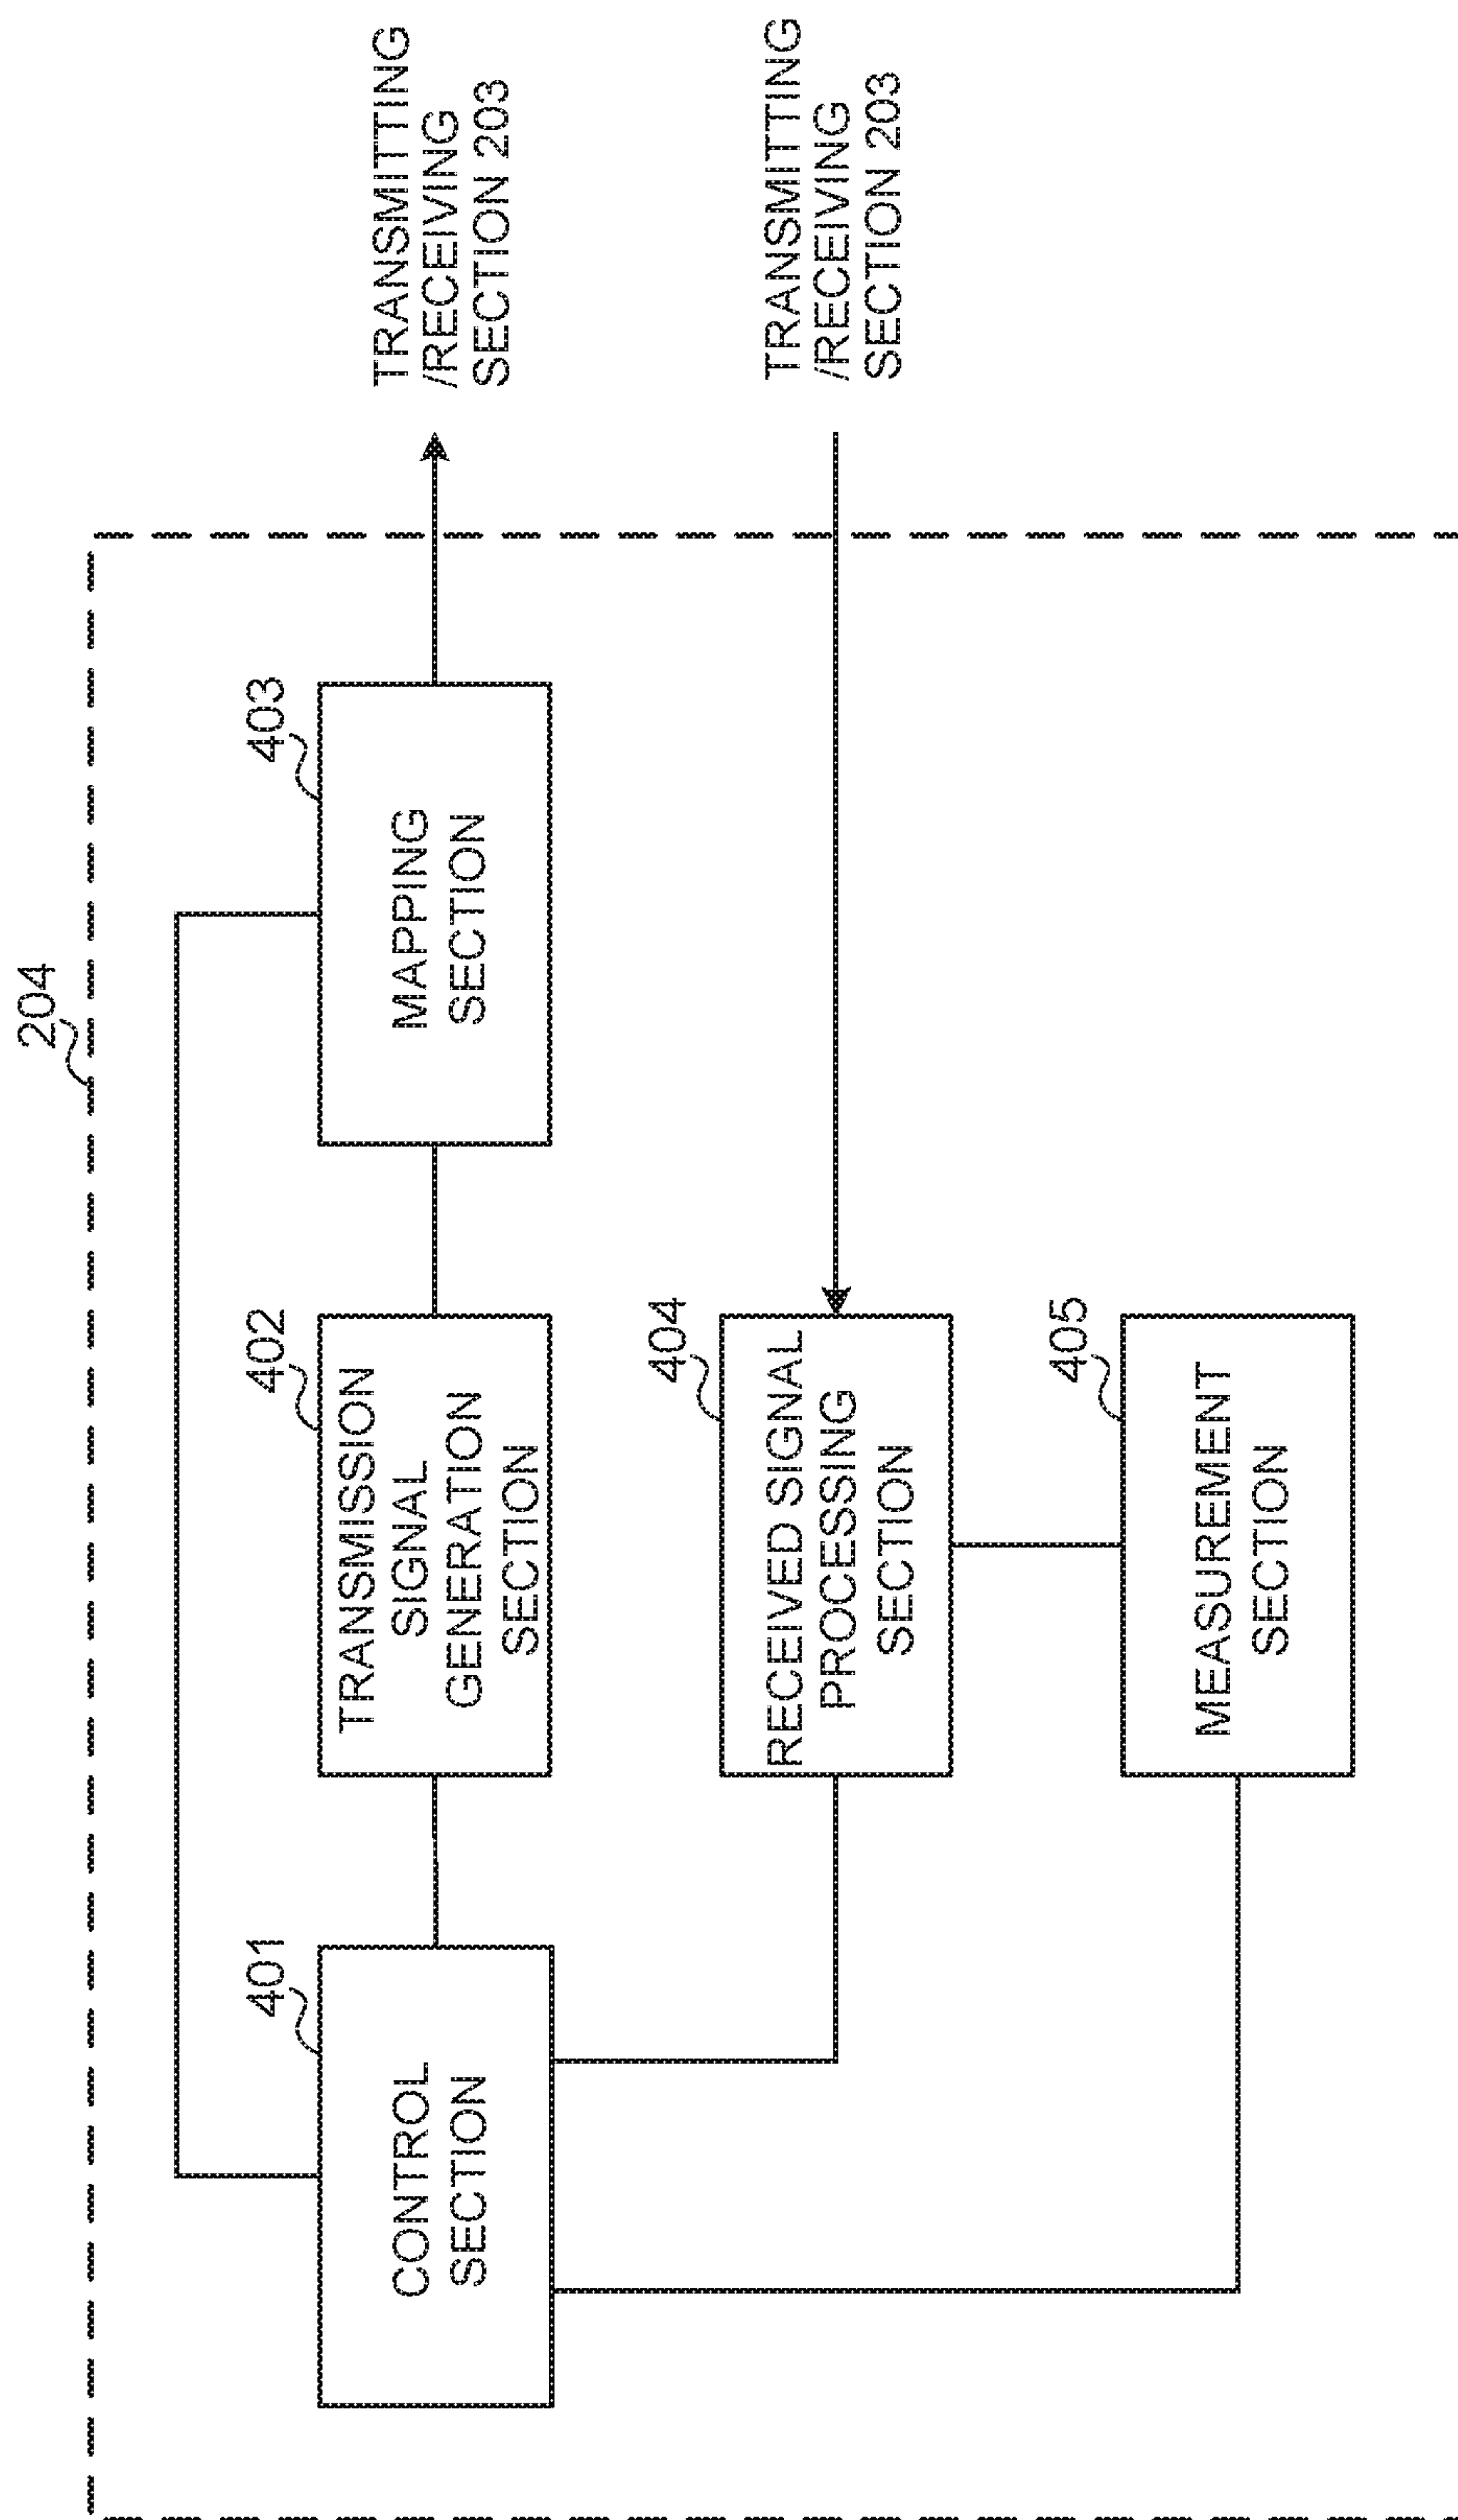 204
401
CONTROL
SECTION
402
TRANSMISSION
SIGNAL
GENERATION
SECTION
403
MAPPING
SECTION
TRANSMITTING
/RECEIVING
SECTION 203
404
RECEIVED SIGNAL
PROCESSING
SECTION
TRANSMITTING
/RECEIVING
SECTION 203
405
MEASUREMENT
SECTION